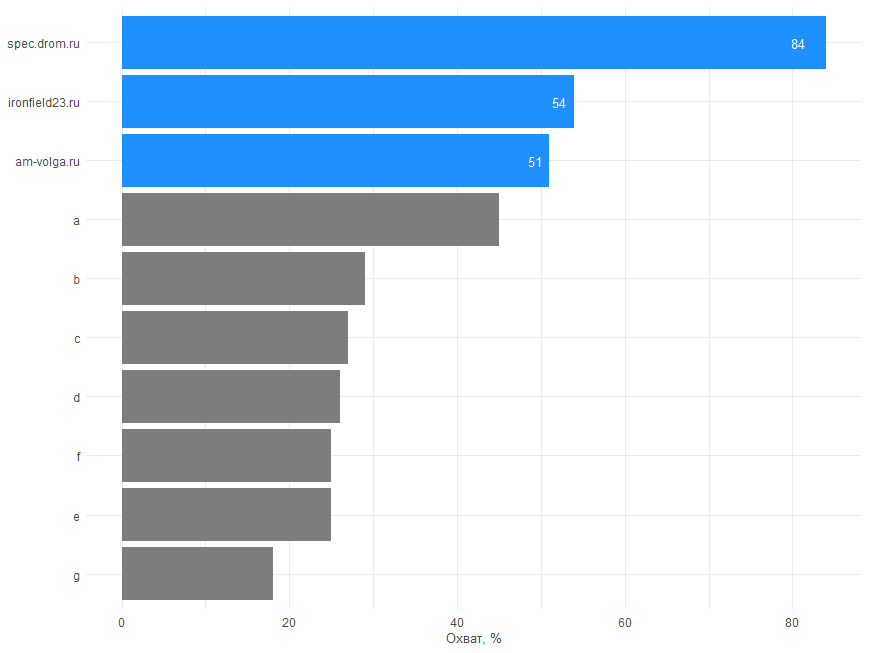 spec.drom.ru 84
ironfield23.ru 54
am-volga.ru 51
a
b
c
d
f
e
g
0 20 40 60 80
Охват, %